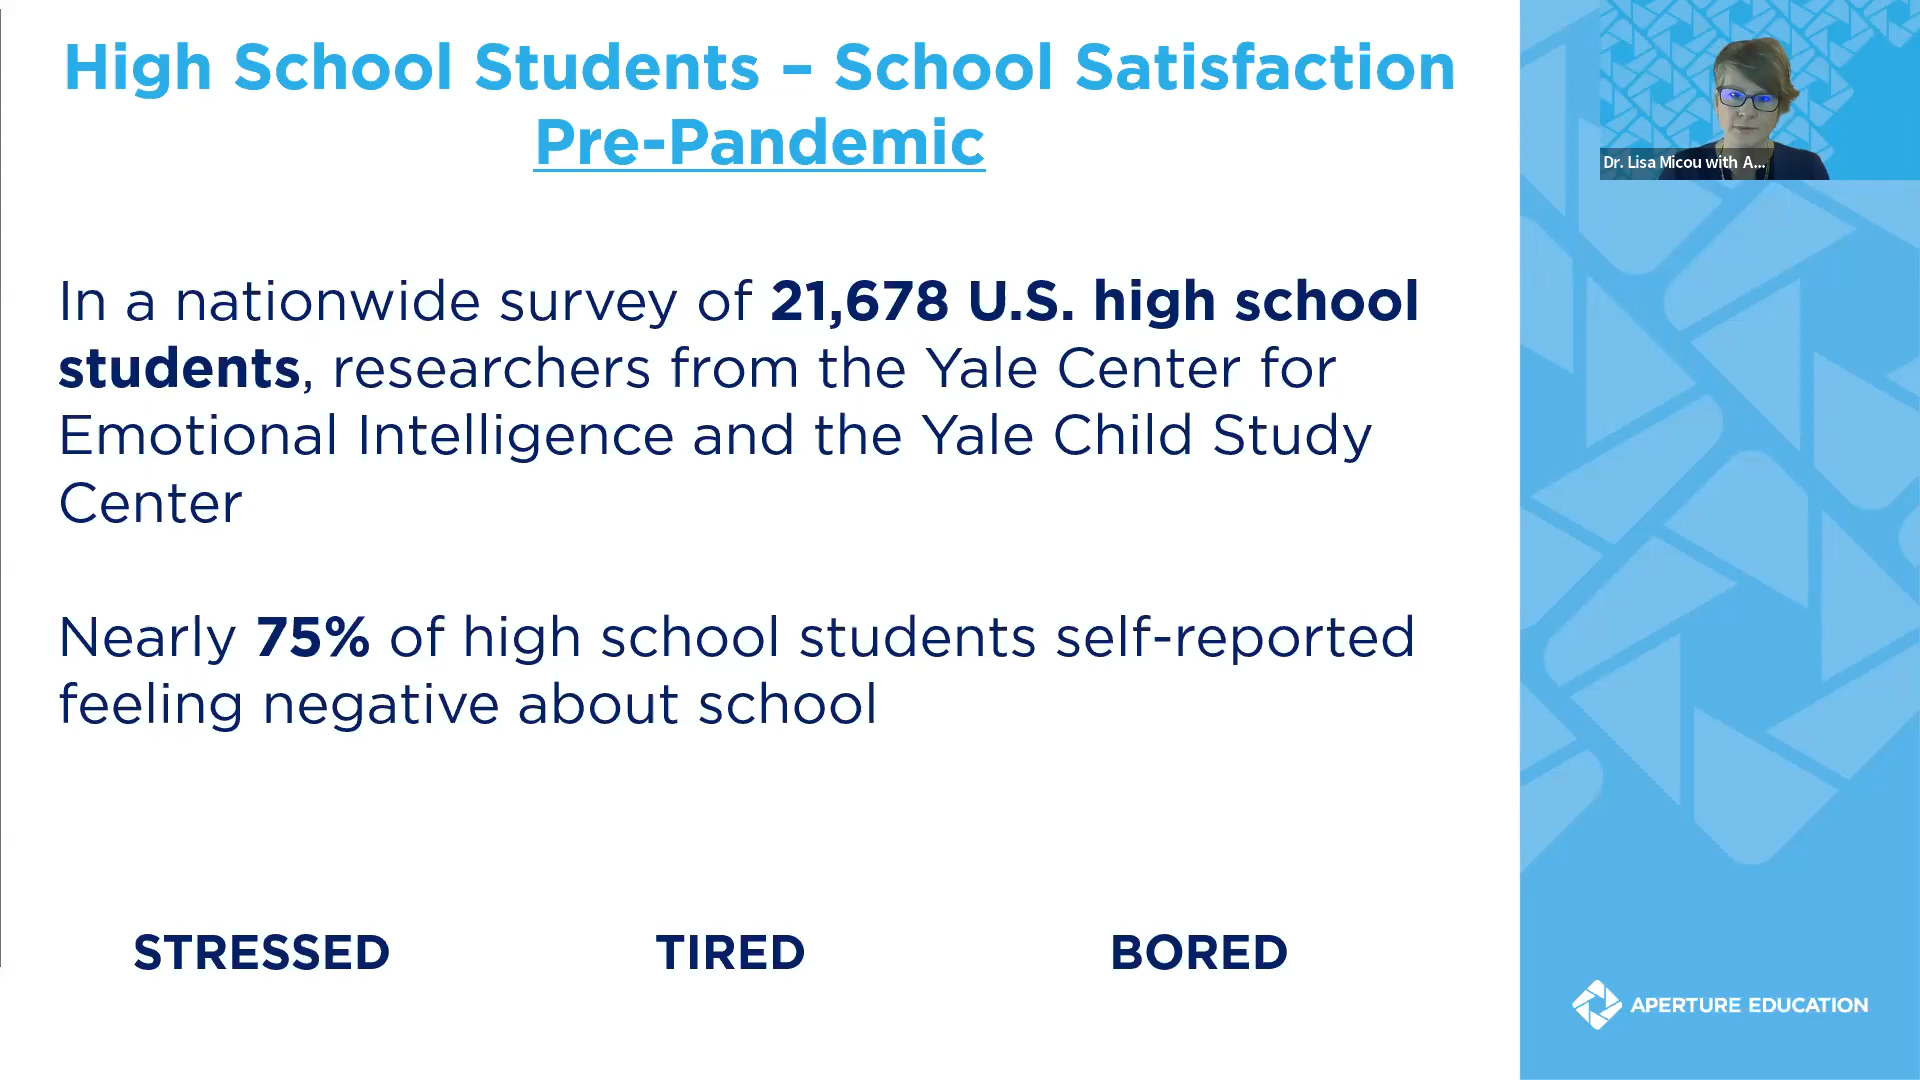 High School Students – School Satisfaction
Pre-Pandemic
Dr. Lisa Micou with A...
In a nationwide survey of 21,678 U.S. high school
students, researchers from the Yale Center for
Emotional Intelligence and the Yale Child Study
Center
Nearly 75% of high school students self-reported
feeling negative about school
STRESSED TIRED BORED
APERTURE EDUCATION